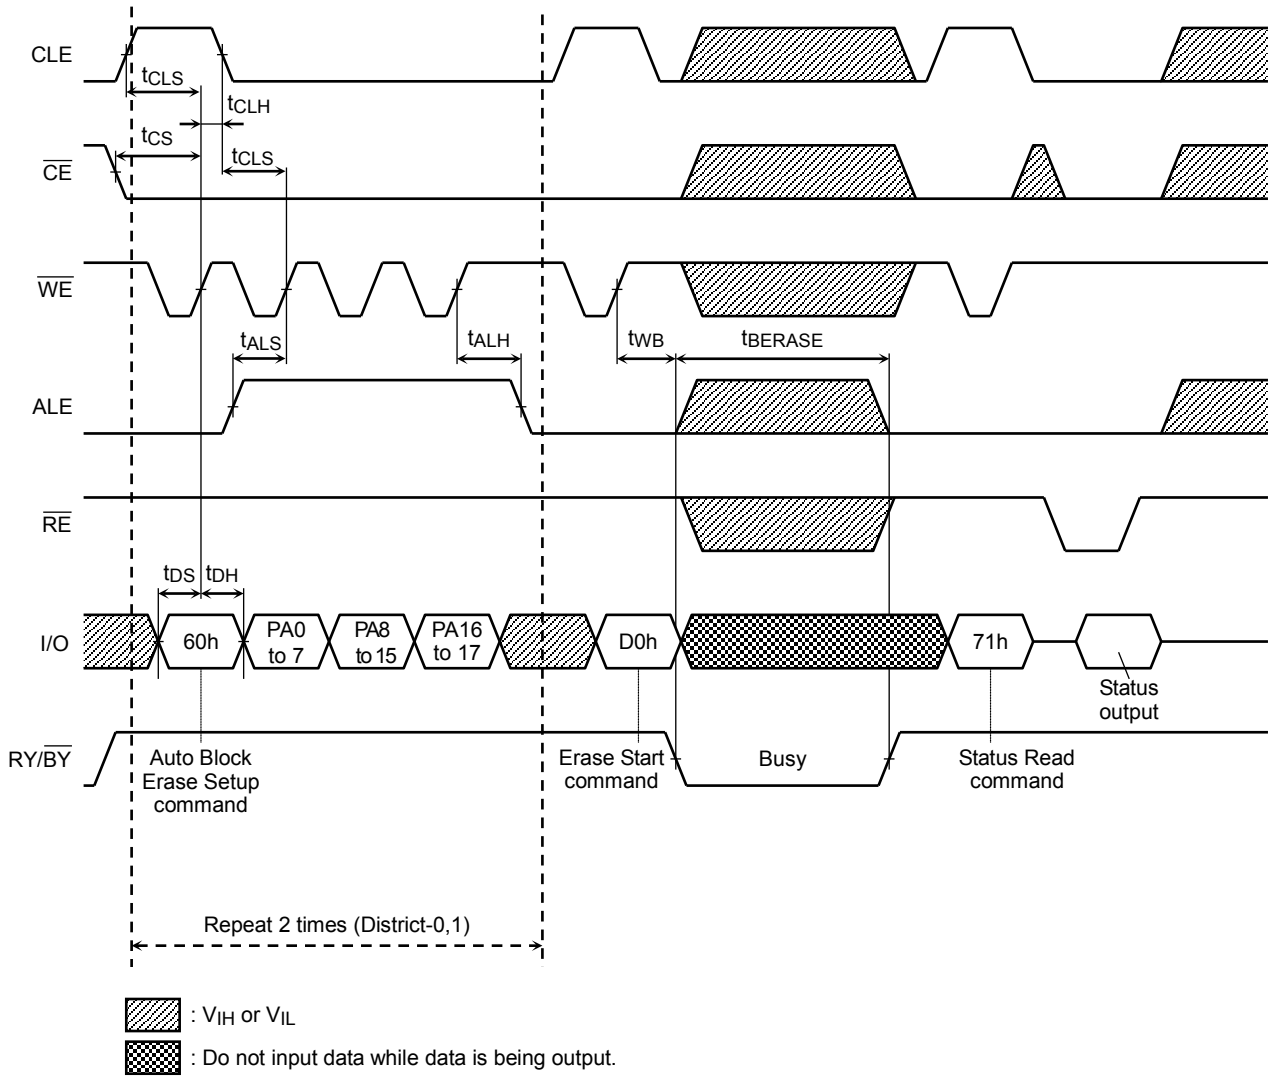 CLE
tCLS
tCLH
tCS
tCLS
CE
WE
tALS
tALH
tWB
tBERASE
ALE
RE
tDS
tDH
I/O
60h
PA0
to 7
PA8
to 15
PA16
to 17
D0h
71h
Status
output
RY/BY
Auto Block
Erase Setup
command
Erase Start
command
Busy
Status Read
command
Repeat 2 times (District-0,1)
: VIH or VIL
: Do not input data while data is being output.